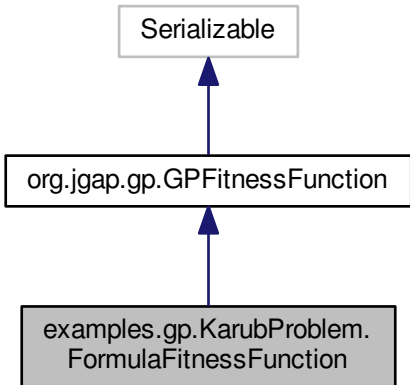 Serializable
org.jgap.gp.GPFitnessFunction
examples.gp.KarubProblem.
FormulaFitnessFunction